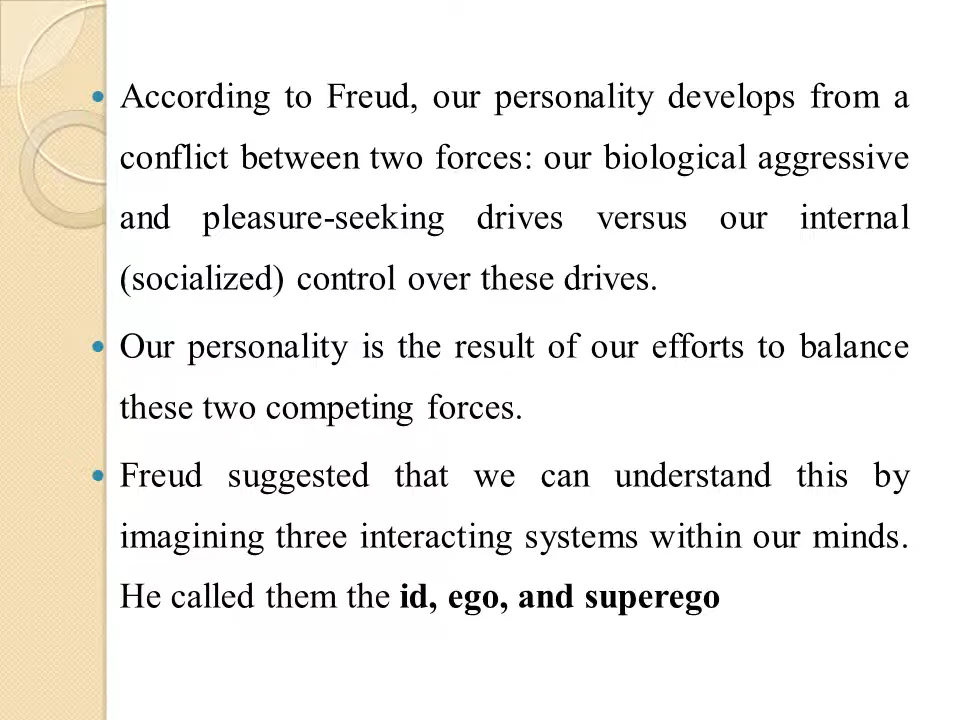 • According to Freud, our personality develops from a
conflict between two forces: our biological aggressive
and pleasure-seeking drives versus our internal
(socialized) control over these drives.
• Our personality is the result of our efforts to balance
these two competing forces.
• Freud suggested that we can understand this by
imagining three interacting systems within our minds.
He called them the id, ego, and superego